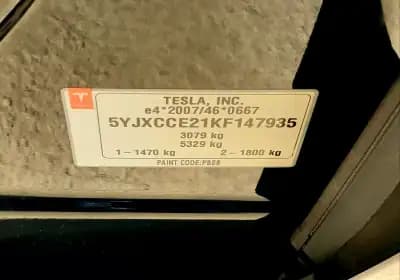 TESLA, INC.
e4*2007/46*0667
5YJXCCE21KF147935
3079 kg
5329 kg
1 – 1470 kg 2 – 1800 kg
PAINT CODE: